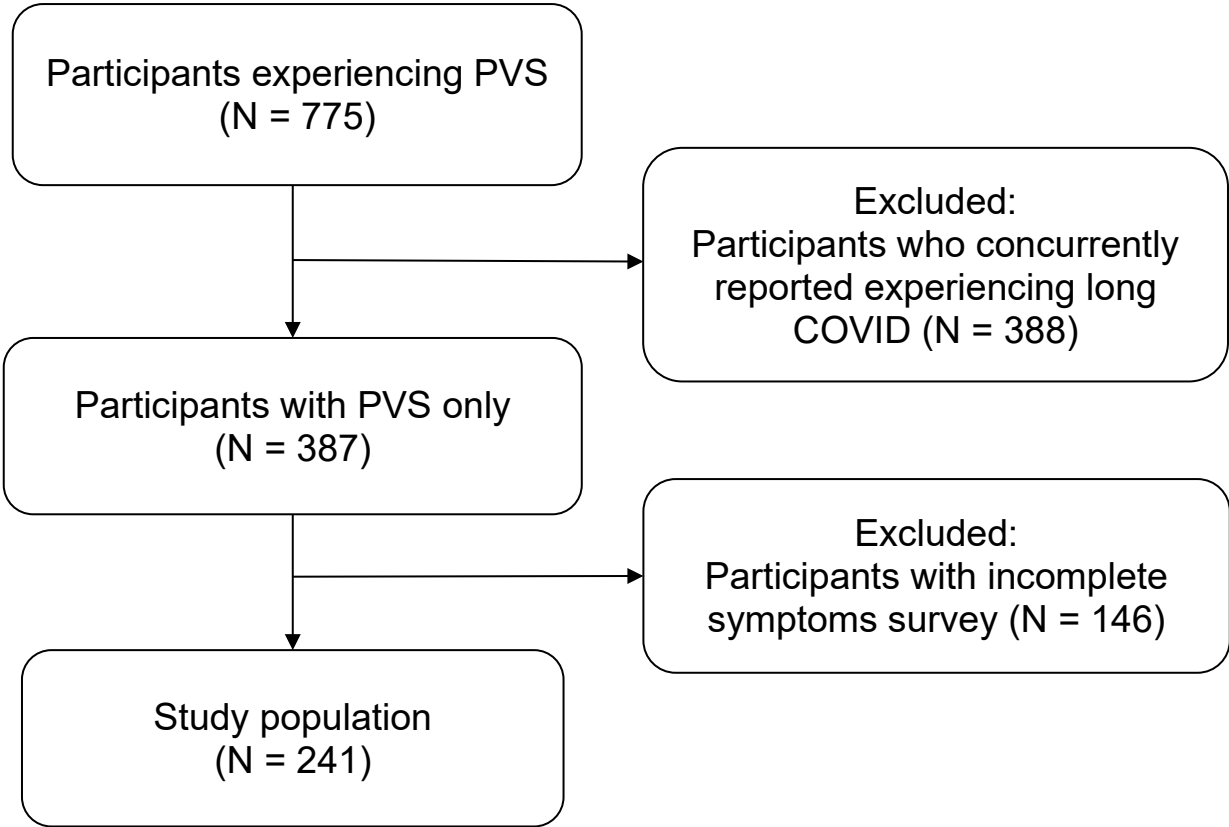 Participants experiencing PVS
(N = 775)
Excluded:
Participants who concurrently
reported experiencing long
COVID (N = 388)
Participants with PVS only
(N = 387)
Excluded:
Participants with incomplete
symptoms survey (N = 146)
Study population
(N = 241)